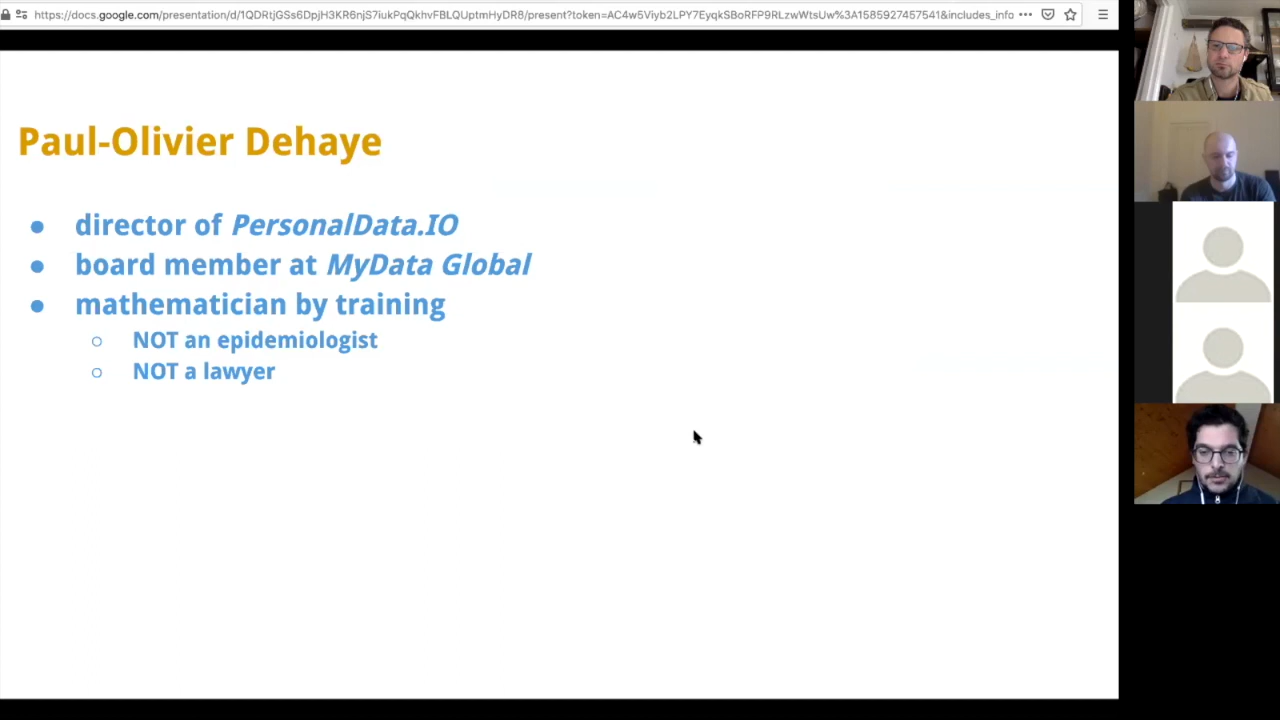 https://docs.google.com/presentation/d/1QDRtjGSs6DpjH3KR6njS7iukPqQkhvFBLQUptmHyDR8/present?token=AC4w5Viyb2LPY7EyqkSBoRFP9RLzwWtsUw%3A1585927457541&includes_info
Paul-Olivier Dehaye
● director of PersonalData.IO
● board member at MyData Global
● mathematician by training
○ NOT an epidemiologist
○ NOT a lawyer